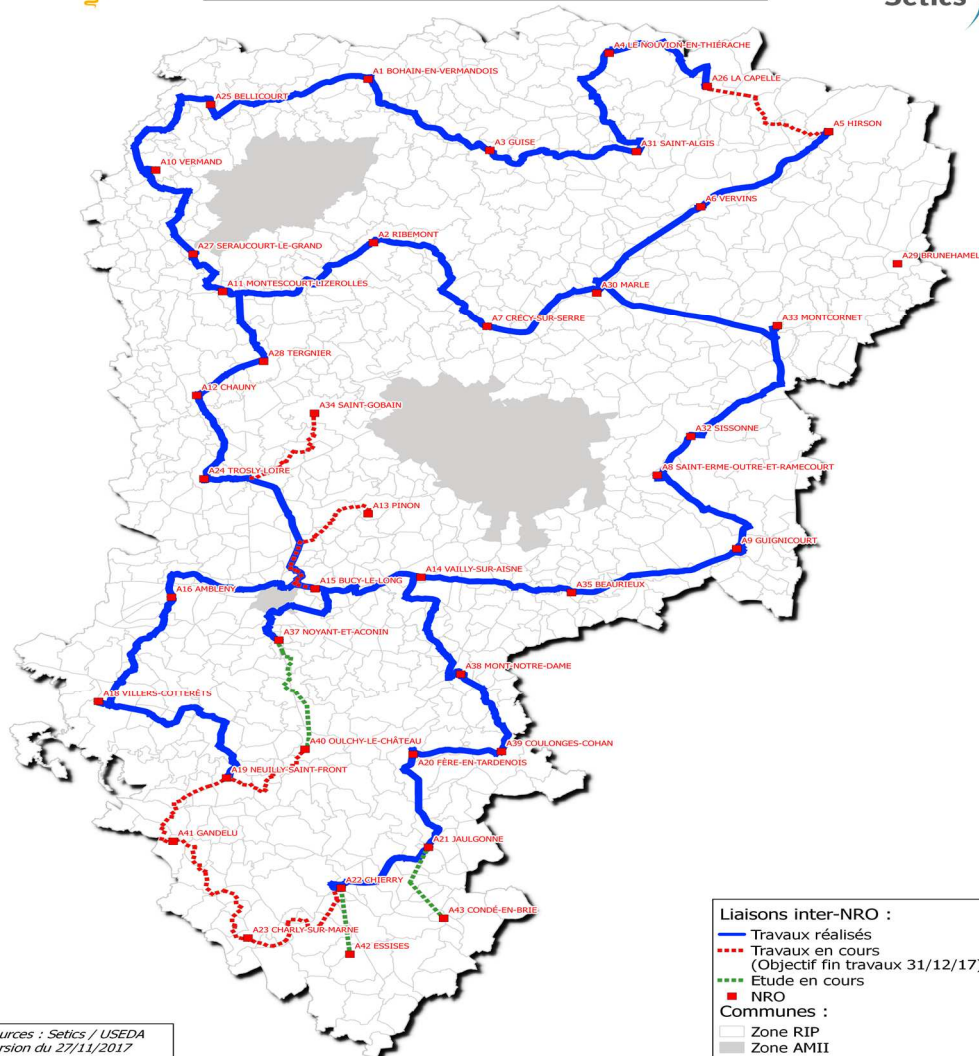 Setics
A4 LE NOUVION-EN-THIÉRACHE
A1 BOHAIN-EN-VERMANDOIS
A26 LA CAPELLE
A25 BELLICOURT
A5 HIRSON
A3 GUISE
A31 SAINT-ALGIS
A10 VERMAND
A6 VERVINS
A2 RIBEMONT
A27 SERAUCOURT-LE-GRAND
A29 BRUNEHAMEL
A11 MONTESCOURT-LIZEROLLES
A30 MARLE
A7 CRÉCY-SUR-SERRE
A33 MONTCORNET
A28 TERGNIER
A12 CHAUNY
A34 SAINT-GOBAIN
A32 SISSONNE
A24 TROSLY-LOIRE
A8 SAINT-ERME-OUTRE-ET-RAMECOURT
A13 PINON
A9 GUIGNICOURT
A14 VAILLY-SUR-AISNE
A15 BUCY-LE-LONG
A35 BEAURIEUX
A16 AMBLENY
A37 NOYANT-ET-ACONIN
A38 MONT-NOTRE-DAME
A18 VILLERS-COTTERÊTS
A40 OULCHY-LE-CHÂTEAU
A39 COULONGES-COHAN
A20 FÈRE-EN-TARDENOIS
A19 NEUILLY-SAINT-FRONT
A41 GANDELU
A21 JAULGONNE
A22 CHIERRY
A43 CONDÉ-EN-BRIE
A23 CHARLY-SUR-MARNE
A42 ESSISES
Liaisons inter-NRO :
Travaux réalisés
Travaux en cours
(Objectif fin travaux 31/12/17)
Etude en cours
NRO
Communes :
Zone RIP
Zone AMII
urces : Setics / USEDA
ersion du 27/11/2017